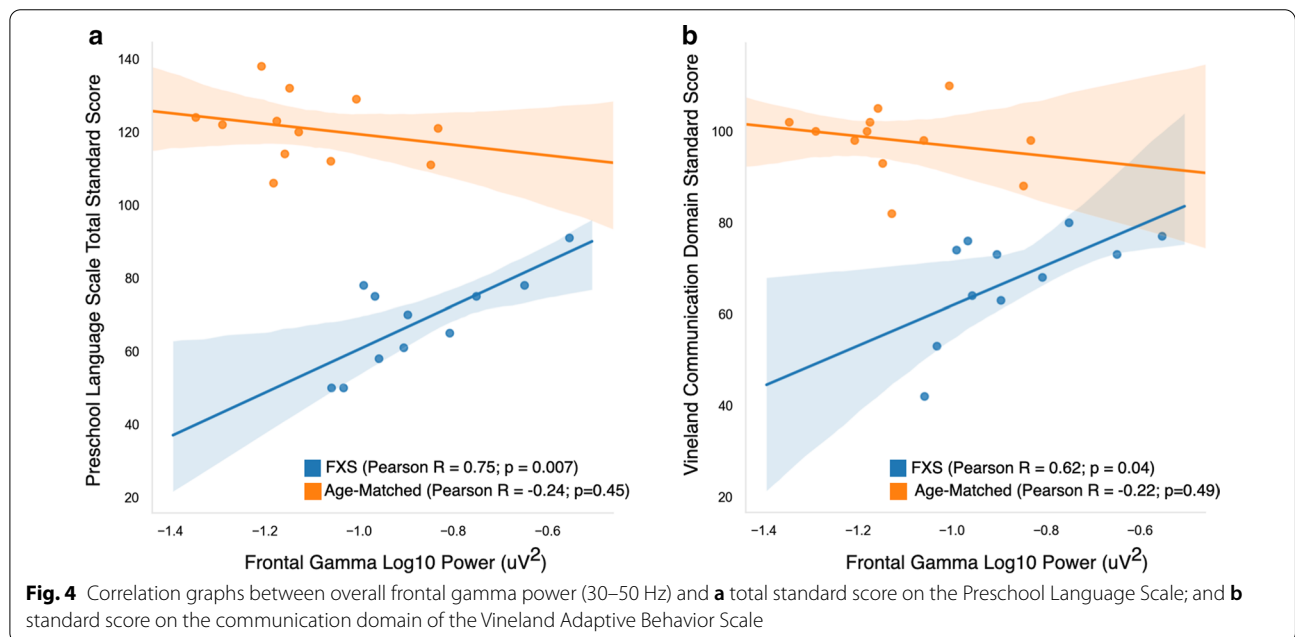 a
Preschool Language Scale Total Standard Score
140
120
100
80
60
40
20
FXS (Pearson R = 0.75; p = 0.007)
Age-Matched (Pearson R = -0.24; p=0.45)
−1.4 −1.2 −1.0 −0.8 −0.6
Frontal Gamma Log10 Power (uV²)
b
Vineland Communication Domain Standard Score
100
80
60
40
20
FXS (Pearson R = 0.62; p = 0.04)
Age-Matched (Pearson R = -0.22; p=0.49)
−1.4 −1.2 −1.0 −0.8 −0.6
Frontal Gamma Log10 Power (uV²)
Fig. 4 Correlation graphs between overall frontal gamma power (30–50 Hz) and a total standard score on the Preschool Language Scale; and b
standard score on the communication domain of the Vineland Adaptive Behavior Scale